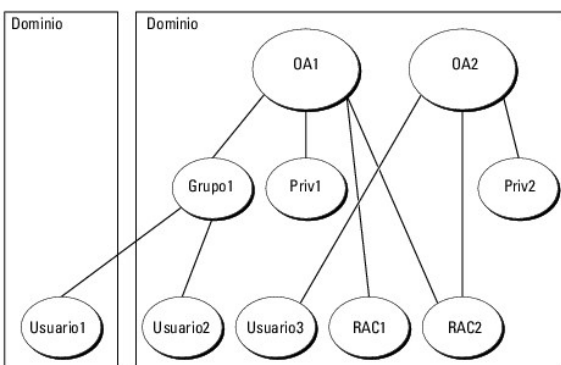 Dominio
Dominio
OA1
OA2
Grupo1
Priv1
Priv2
Usuario1
Usuario2
Usuario3
RAC1
RAC2